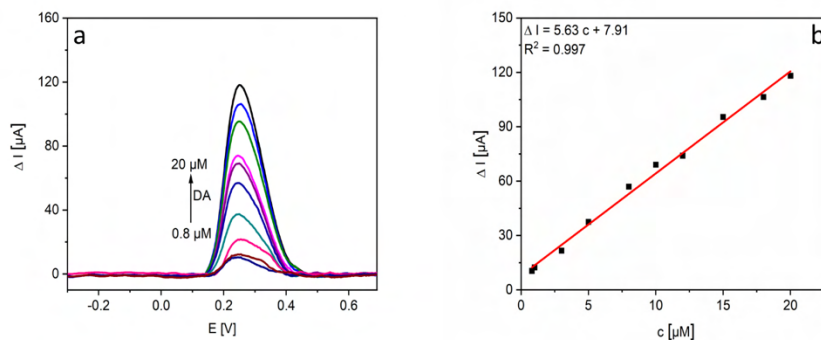 a
160
120
80
40
0
Δ I [µA]
20 µM
DA
0.8 µM
-0.2
0.0
0.2
0.4
0.6
E [V]
b
Δ I = 5.63 c + 7.91
R² = 0.997
150
120
90
60
30
0
Δ I [µA]
0
5
10
15
20
c [µM]